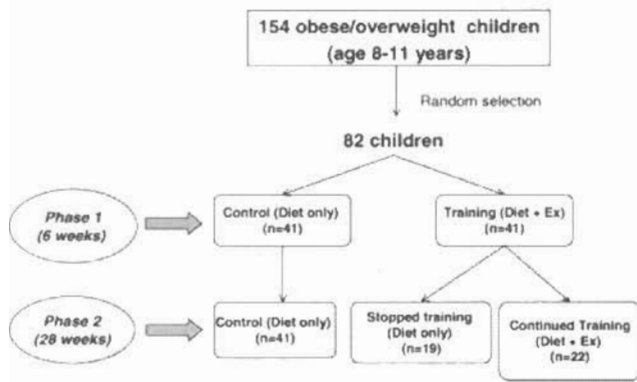 154 obese/overweight children
(age 8-11 years)
Random selection
82 children
Phase 1
(6 weeks)
Control (Diet only)
(n=41)
Training (Diet + Ex)
(n=41)
Phase 2
(28 weeks)
Control (Diet only)
(n=41)
Stopped training
(Diet only)
(n=19)
Continued Training
(Diet + Ex)
(n=22)